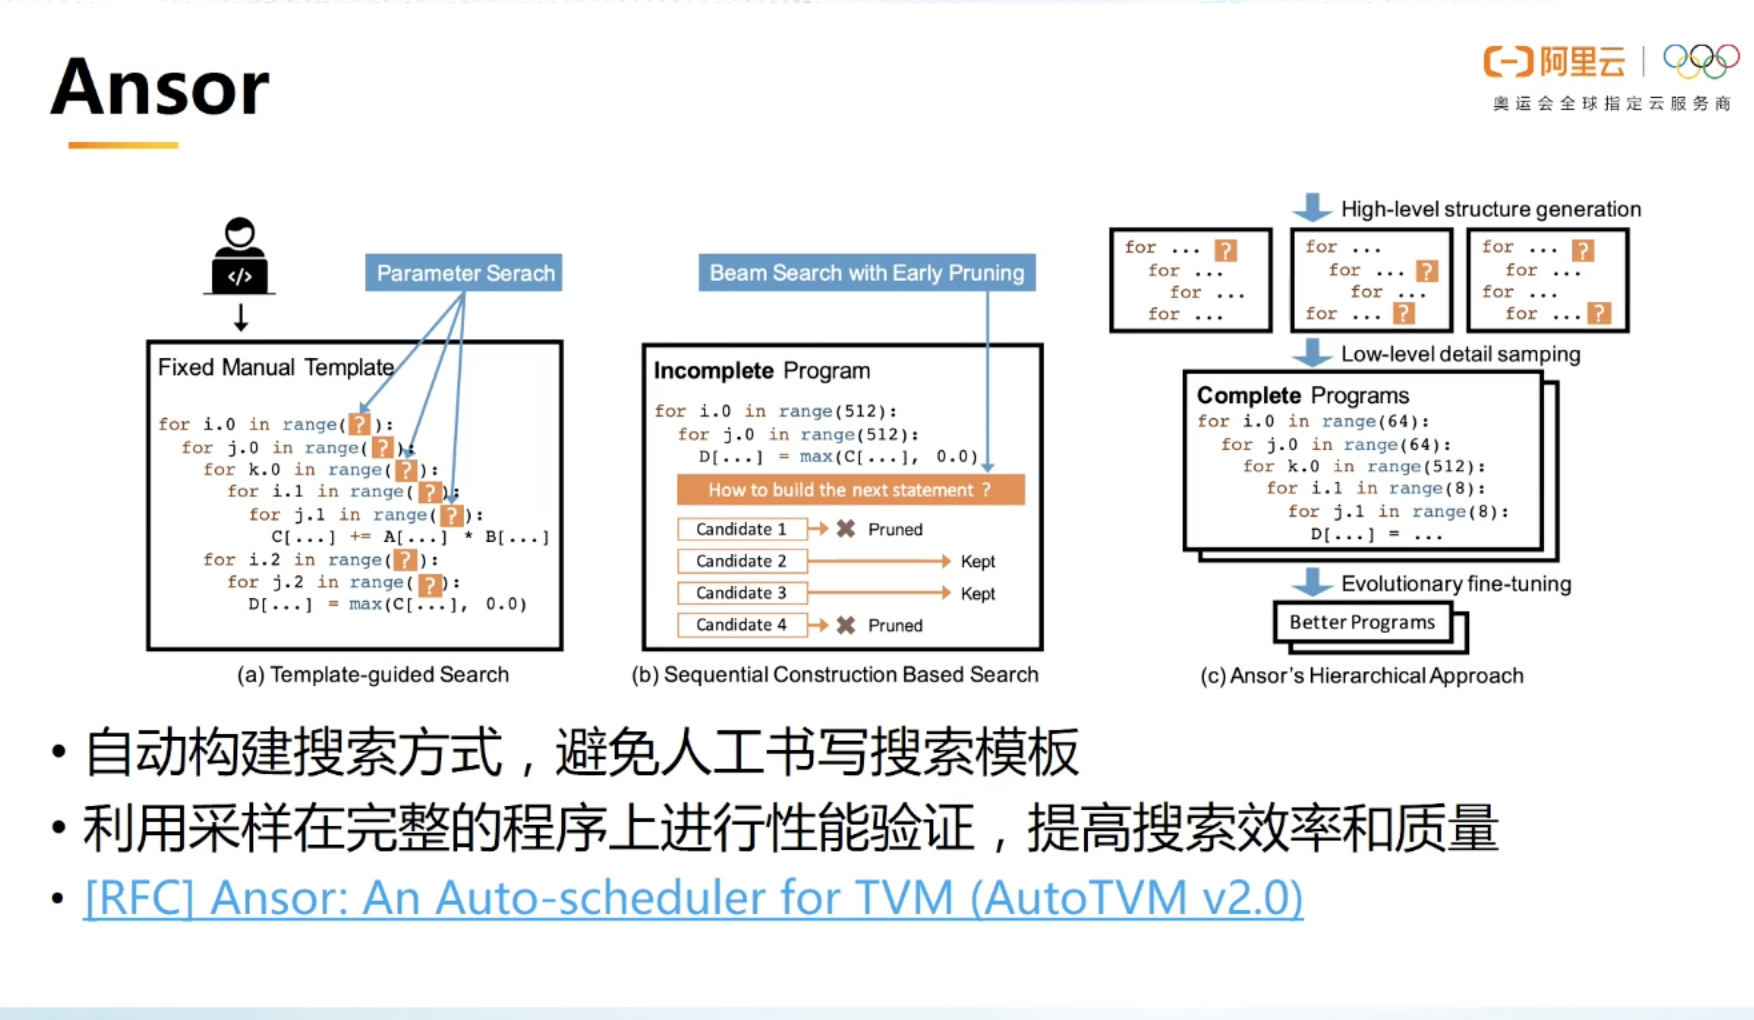 Ansor
阿里云
奥运会全球指定云服务商
</>
Parameter Serach
Fixed Manual Template
for i.0 in range( ? ):
for j.0 in range( ? ):
for k.0 in range( ? ):
for i.1 in range( ? ):
for j.1 in range( ? ):
C[...] += A[...] * B[...]
for i.2 in range( ? ):
for j.2 in range( ? ):
D[...] = max(C[...], 0.0)
(a) Template-guided Search
Beam Search with Early Pruning
Incomplete Program
for i.0 in range(512):
for j.0 in range(512):
D[...] = max(C[...], 0.0)
How to build the next statement ?
Candidate 1 Pruned
Candidate 2 Kept
Candidate 3 Kept
Candidate 4 Pruned
(b) Sequential Construction Based Search
High-level structure generation
for ... ?
for ...
for ...
for ...
for ...
for ... ?
for ...
for ... ?
for ... ?
for ...
for ...
for ... ?
Low-level detail sampling
Complete Programs
for i.0 in range(64):
for j.0 in range(64):
for k.0 in range(512):
for i.1 in range(8):
for j.1 in range(8):
D[...] = ...
Evolutionary fine-tuning
Better Programs
(c) Ansor's Hierarchical Approach
• 自动构建搜索方式，避免人工书写搜索模板
• 利用采样在完整的程序上进行性能验证，提高搜索效率和质量
• [RFC] Ansor: An Auto-scheduler for TVM (AutoTVM v2.0)